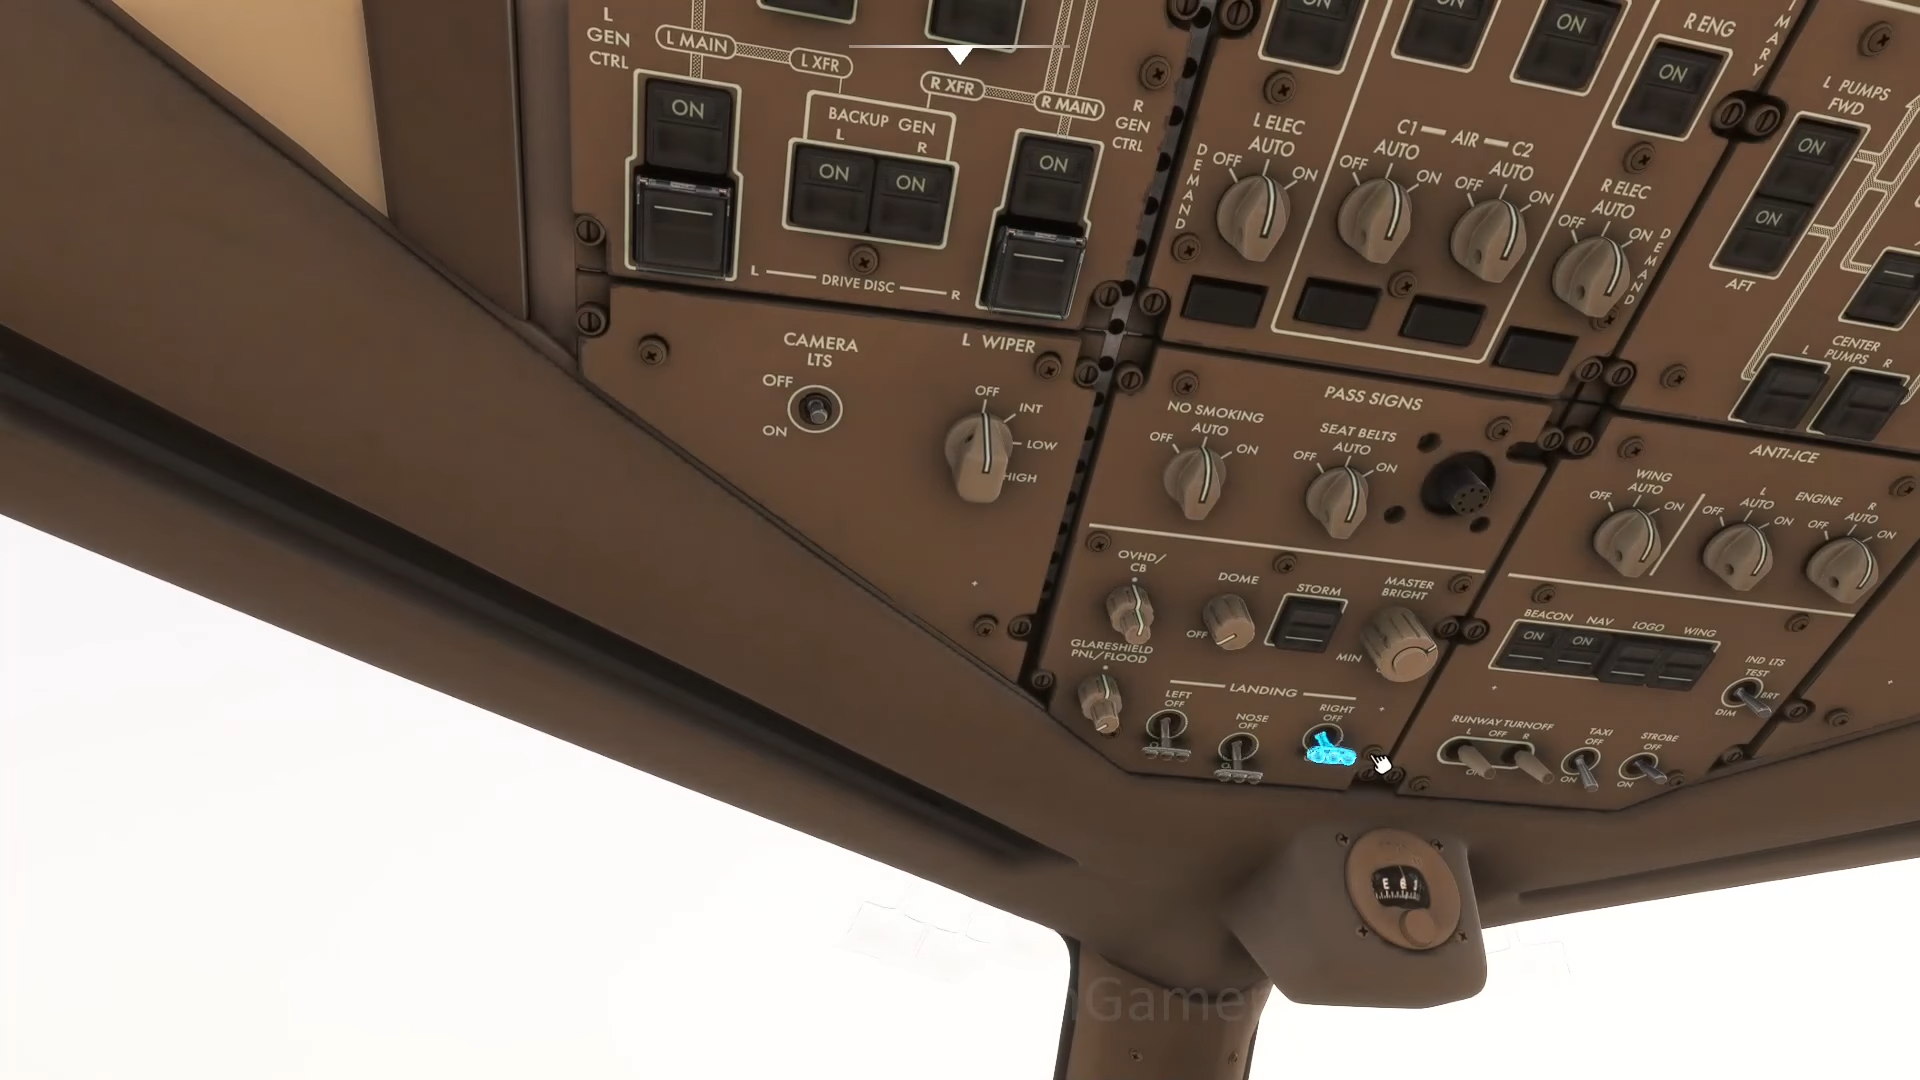 L
GEN
CTRL
L MAIN
L XFR
R XFR
R MAIN
R
GEN
CTRL
ON
BACKUP GEN
L
R
ON
ON
ON
L
DRIVE DISC
R
CAMERA
LTS
OFF
ON
L WIPER
OFF
INT
LOW
HIGH
ON
ON
ON
R ENG
ON
L ELEC
AUTO
OFF
ON
DEMAND
C1
AIR
C2
AUTO
OFF
ON
AUTO
OFF
ON
R ELEC
AUTO
OFF
ON
DEMAND
L PUMPS
FWD
ON
ON
AFT
CENTER
L PUMPS R
PASS SIGNS
NO SMOKING
AUTO
OFF
ON
SEAT BELTS
AUTO
OFF
ON
ANTI-ICE
WING
AUTO
OFF
ON
L ENGINE R
AUTO
OFF
ON
AUTO
OFF
ON
OVHD/
CB
DOME
OFF
STORM
MASTER
BRIGHT
MIN
GLARESHIELD
PNL/FLOOD
LANDING
LEFT
OFF
NOSE
OFF
RIGHT
OFF
BEACON
NAV
LOGO
WING
ON
ON
IND LTS
TEST
BRT
DIM
RUNWAY TURNOFF
L OFF R
ON
TAXI
OFF
ON
STROBE
OFF
ON
E